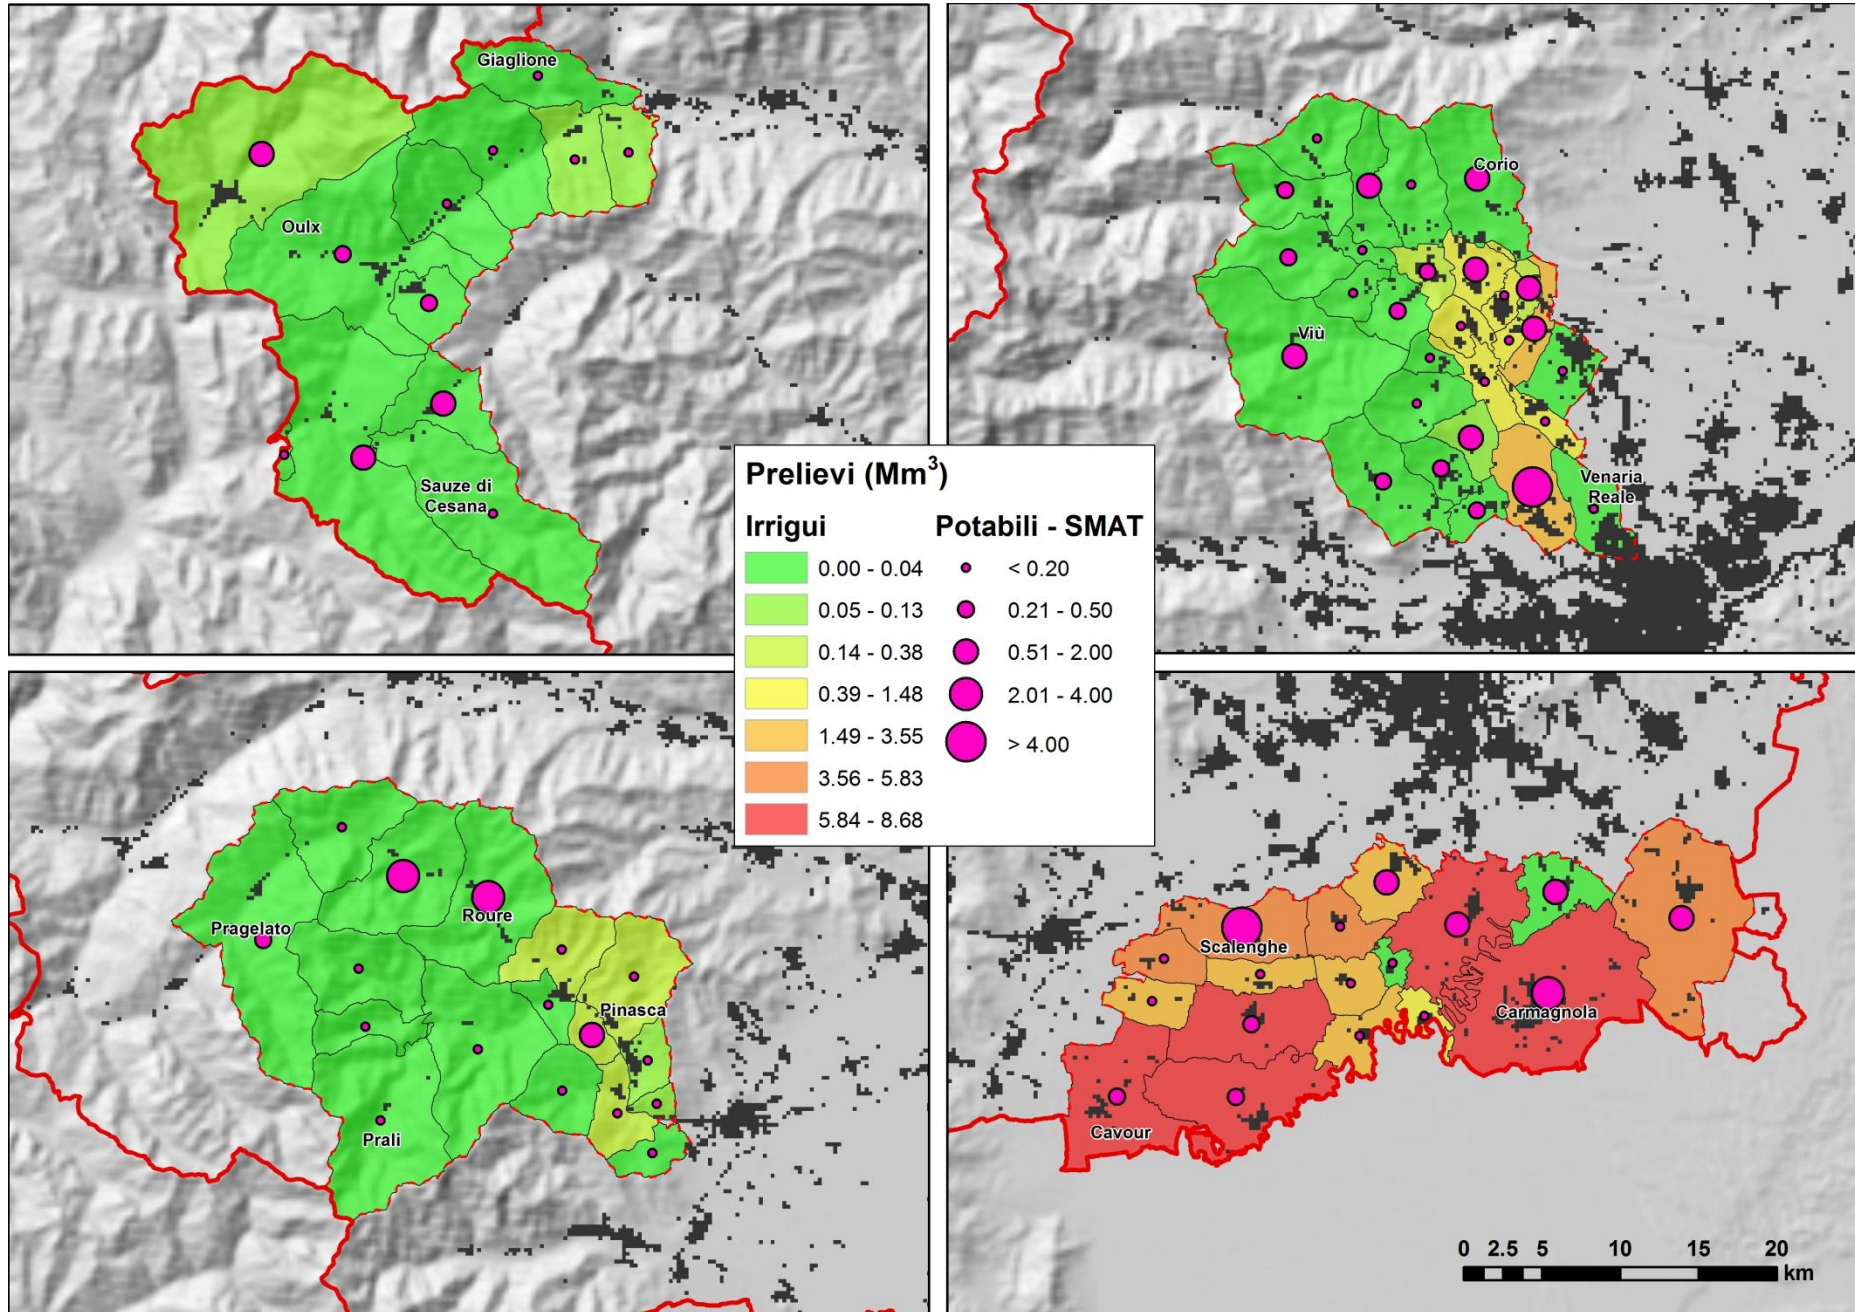 Giaglione
Oulx
Sauze di
Cesana
Corio
Viù
Venaria
Reale
Prelievi (Mm³)
Irrigui
0.00 - 0.04
0.05 - 0.13
0.14 - 0.38
0.39 - 1.48
1.49 - 3.55
3.56 - 5.83
5.84 - 8.68
Potabili - SMAT
< 0.20
0.21 - 0.50
0.51 - 2.00
2.01 - 4.00
> 4.00
Roure
Pragelato
Pinasca
Prali
Scalenghe
Carmagnola
Cavour
0 2.5 5 10 15 20
km